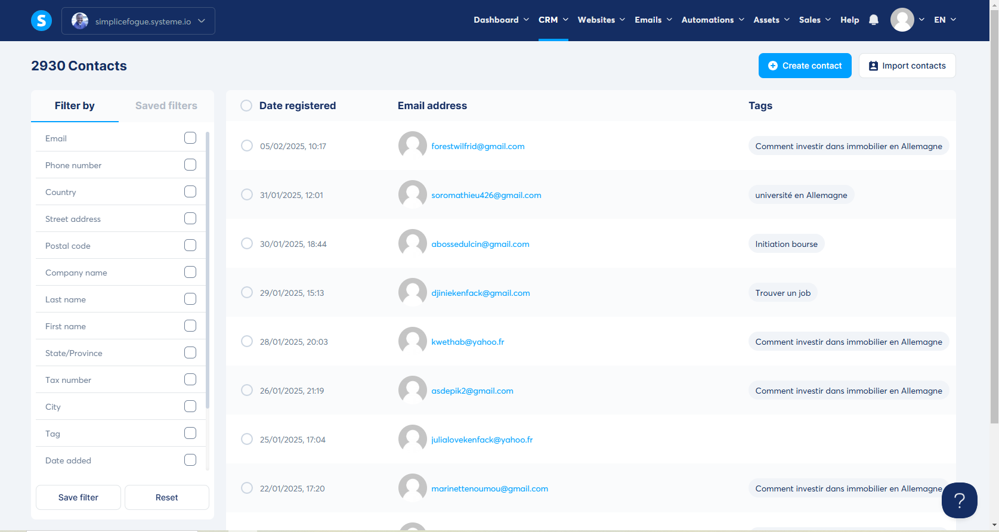 S simplicefogue.systeme.io Dashboard CRM Websites Emails Automations Assets Sales Help EN
2930 Contacts
Create contact Import contacts
Filter by Saved filters
Date registered Email address Tags
Email
Phone number
Country
Street address
Postal code
Company name
Last name
First name
State/Province
Tax number
City
Tag
Date added
Save filter Reset
05/02/2025, 10:17 forestwilfrid@gmail.com Comment investir dans immobilier en Allemagne
31/01/2025, 12:01 soromathieu426@gmail.com université en Allemagne
30/01/2025, 18:44 abossedulcin@gmail.com Initiation bourse
29/01/2025, 15:13 djiniekenfack@gmail.com Trouver un job
28/01/2025, 20:03 kwethab@yahoo.fr Comment investir dans immobilier en Allemagne
26/01/2025, 21:19 asdepik2@gmail.com Comment investir dans immobilier en Allemagne
25/01/2025, 17:04 julialovekenfack@yahoo.fr
22/01/2025, 17:20 marinettenoumou@gmail.com Comment investir dans immobilier en Allemagne
?